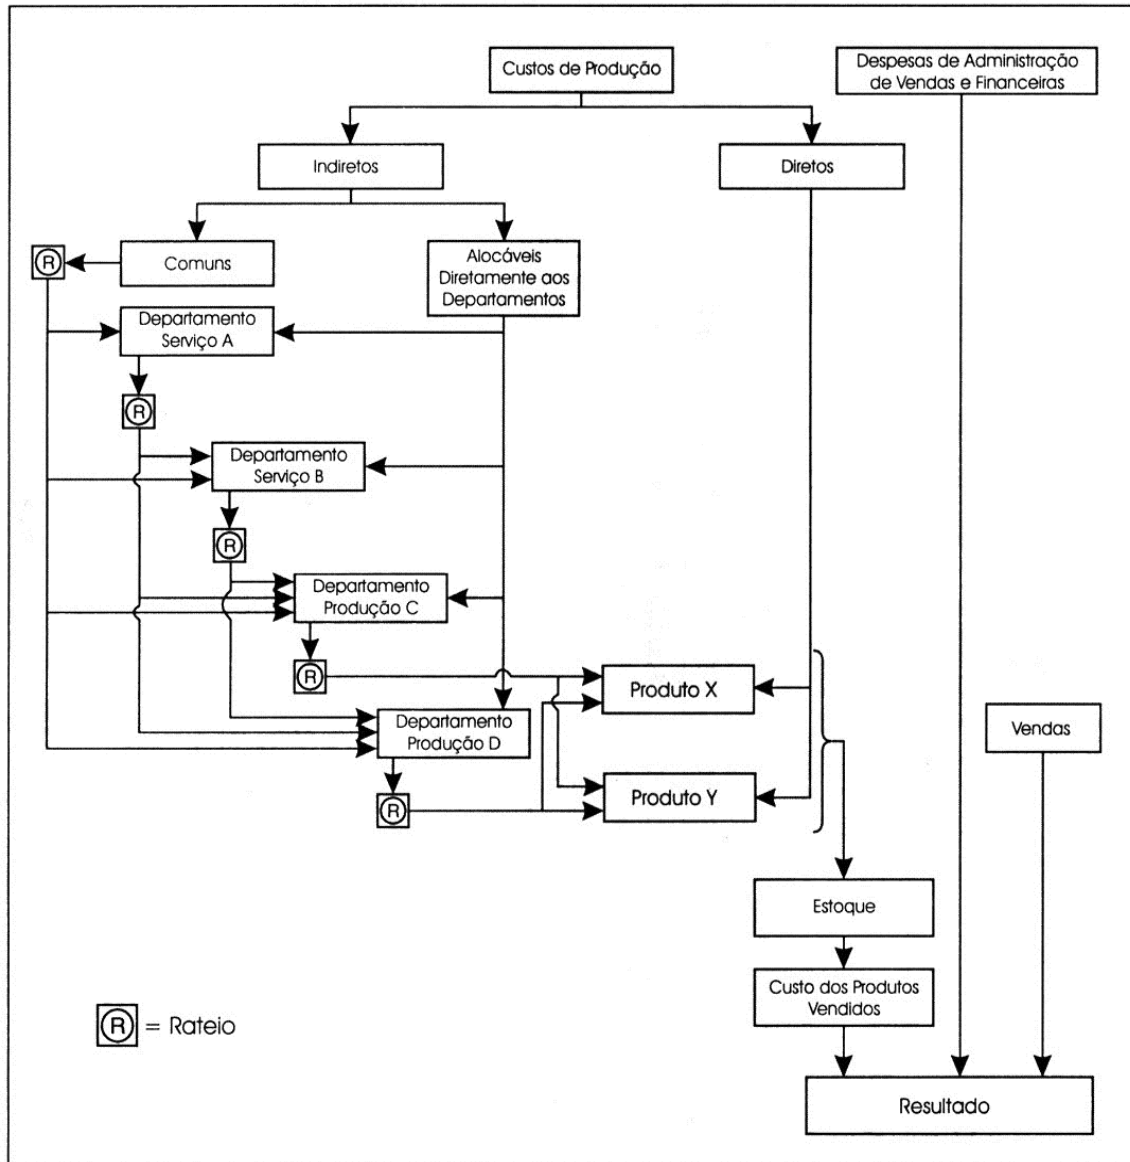 Custos de Produção
Despesas de Administração
de Vendas e Financeiras
Indiretos
Diretos
R
Comuns
Alocáveis
Diretamente aos
Departamentos
Departamento
Serviço A
R
Departamento
Serviço B
R
Departamento
Produção C
R
Produto X
Departamento
Produção D
Vendas
R
Produto Y
Estoque
Custo dos Produtos
Vendidos
R = Rateio
Resultado